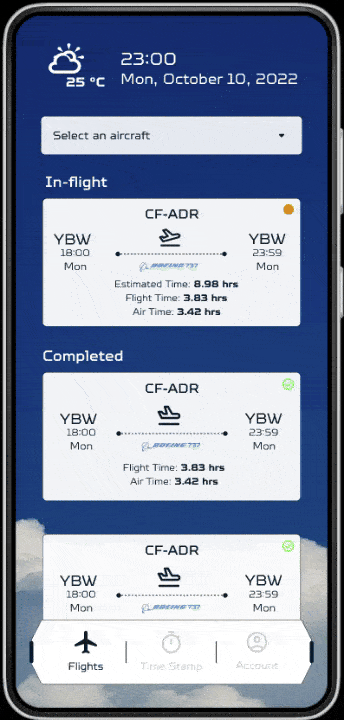 23:00
25 °C
Mon, October 10, 2022
Select an aircraft
In-flight
CF-ADR
YBW
YBW
18:00
23:59
Mon
Mon
BOEING 737
Estimated Time: 8.98 hrs
Flight Time: 3.83 hrs
Air Time: 3.42 hrs
Completed
CF-ADR
YBW
YBW
18:00
23:59
Mon
Mon
BOEING 737
Flight Time: 3.83 hrs
Air Time: 3.42 hrs
CF-ADR
YBW
YBW
18:00
23:59
Mon
Mon
BOEING 737
Flights
Time Stamp
Account